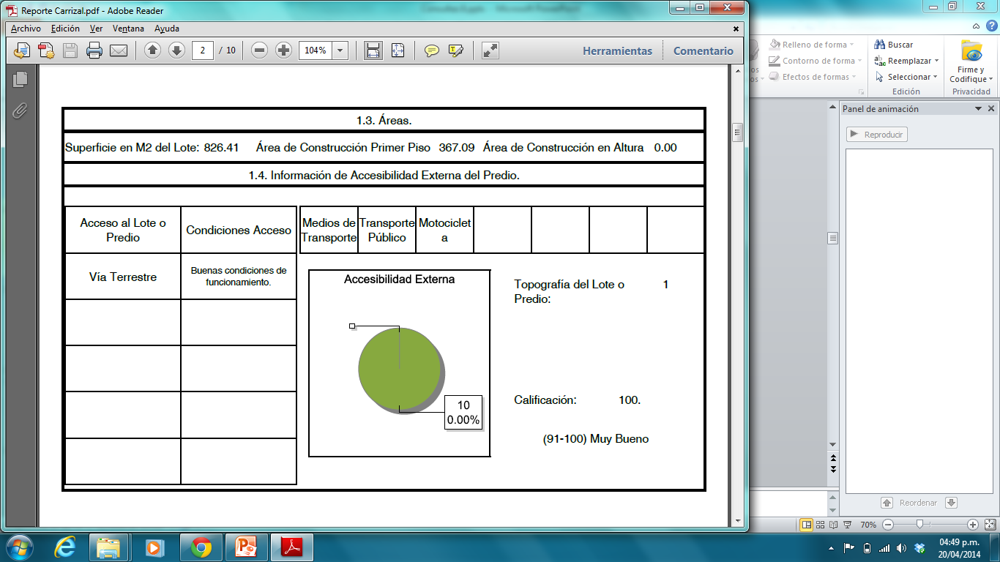 Reporte Carrizal.pdf - Adobe Reader
Archivo Edición Ver Ventana Ayuda
2 / 10
104%
Herramientas Comentario
1.3. Áreas.
Superficie en M2 del Lote: 826.41 Área de Construcción Primer Piso 367.09 Área de Construcción en Altura 0.00
1.4. Información de Accesibilidad Externa del Predio.
Acceso al Lote o
Predio
Condiciones Acceso
Medios de
Transporte
Transporte
Público
Motociclet
a
Vía Terrestre
Buenas condiciones de
funcionamiento.
Accesibilidad Externa
10
0.00%
Topografía del Lote o
Predio:
1
Calificación: 100.
(91-100) Muy Bueno
Relleno de forma
Contorno de forma
Efectos de formas
Buscar
Reemplazar
Seleccionar
Edición
Firme y
Codifique
Privacidad
Panel de animación
Reproducir
Reordenar
70%
04:49 p.m.
20/04/2014